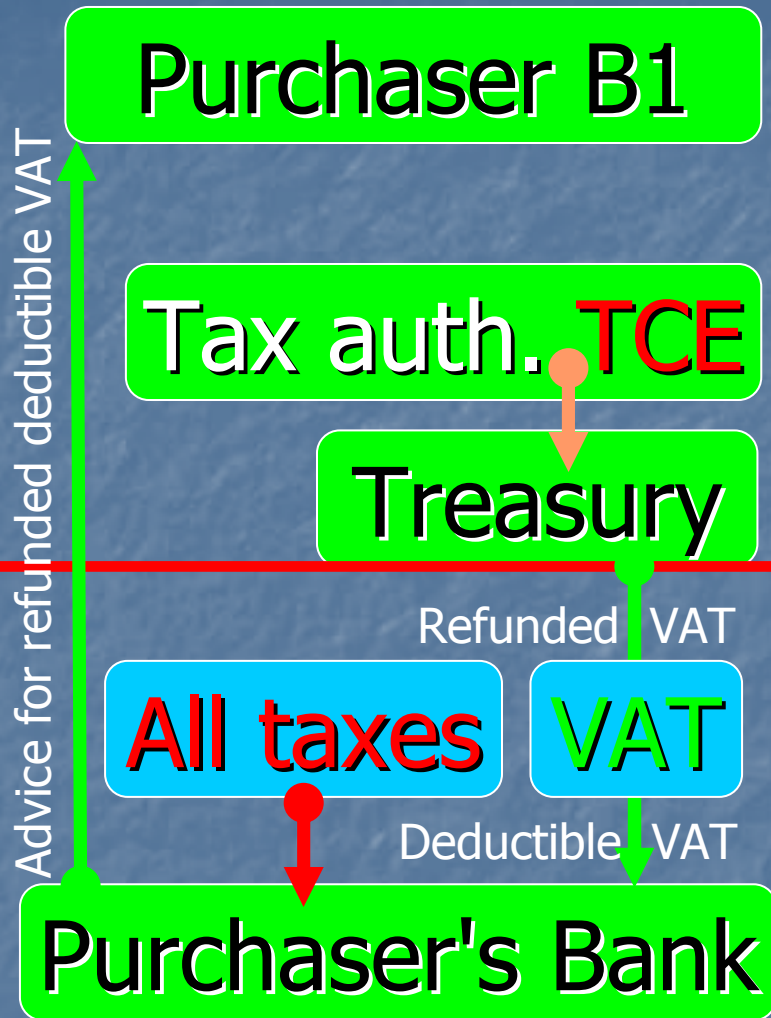 Purchaser B1
Advice for refunded deductible VAT
Tax auth. TCE
Treasury
Refunded VAT
All taxes
VAT
Deductible VAT
Purchaser's Bank